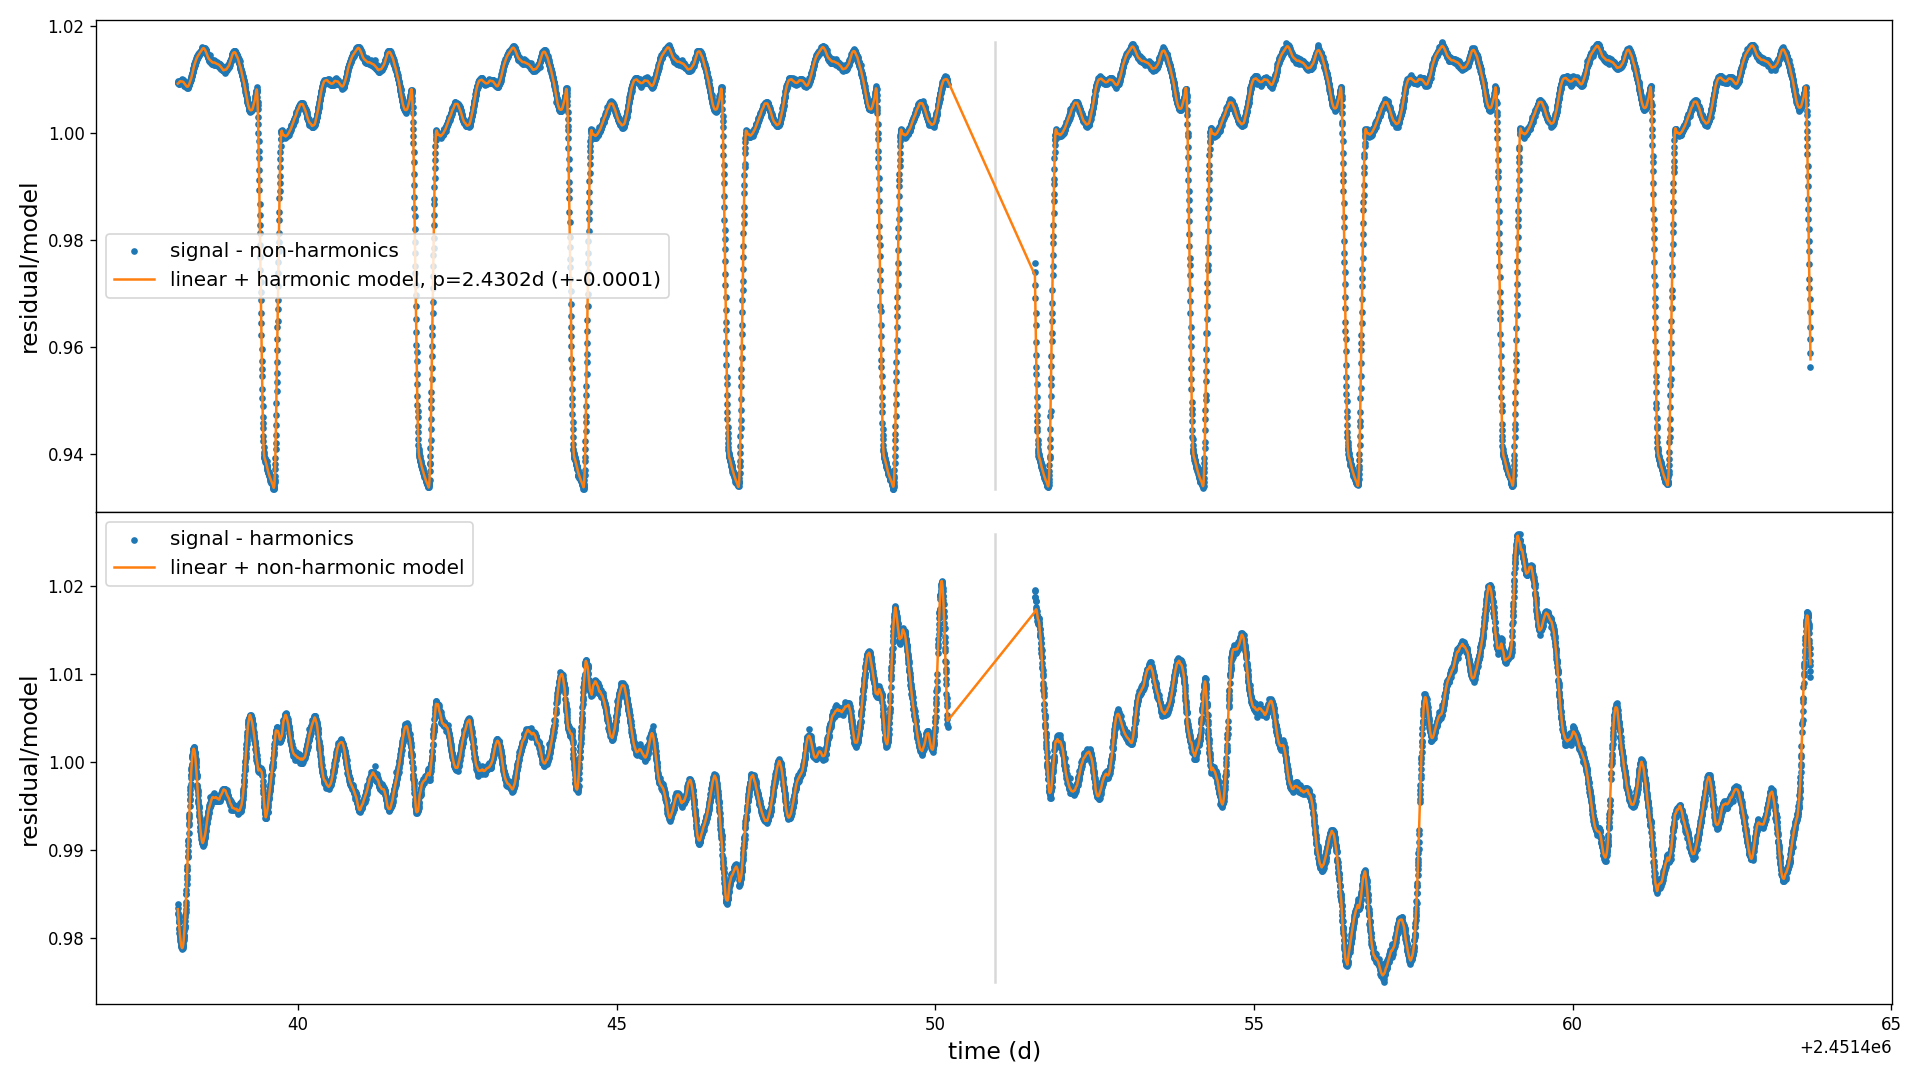 1.02
1.00
0.98
0.96
0.94
residual/model
signal - non-harmonics
linear + harmonic model, p=2.4302d (+-0.0001)
signal - harmonics
linear + non-harmonic model
1.02
1.01
1.00
0.99
0.98
residual/model
40 45 50 55 60 65
time (d)
+2.4514e6